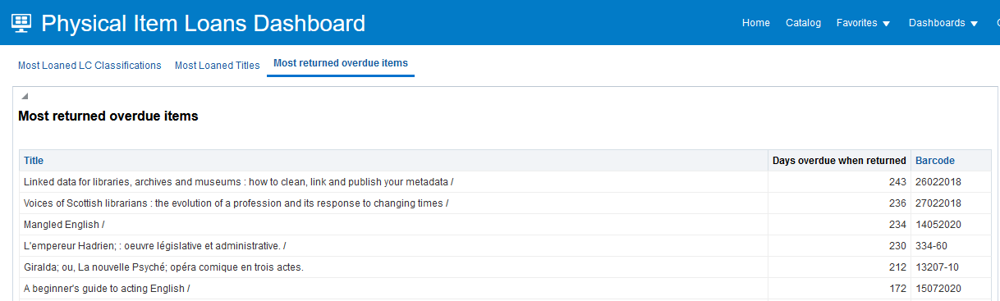 Physical Item Loans Dashboard
Home Catalog Favorites Dashboards
Most Loaned LC Classifications Most Loaned Titles Most returned overdue items
Most returned overdue items
Title Days overdue when returned Barcode
Linked data for libraries, archives and museums : how to clean, link and publish your metadata / 243 26022018
Voices of Scottish librarians : the evolution of a profession and its response to changing times / 236 27022018
Mangled English / 234 14052020
L'empereur Hadrien; : oeuvre législative et administrative. / 230 334-60
Giralda; ou, La nouvelle Psyché; opéra comique en trois actes. 212 13207-10
A beginner's guide to acting English / 172 15072020